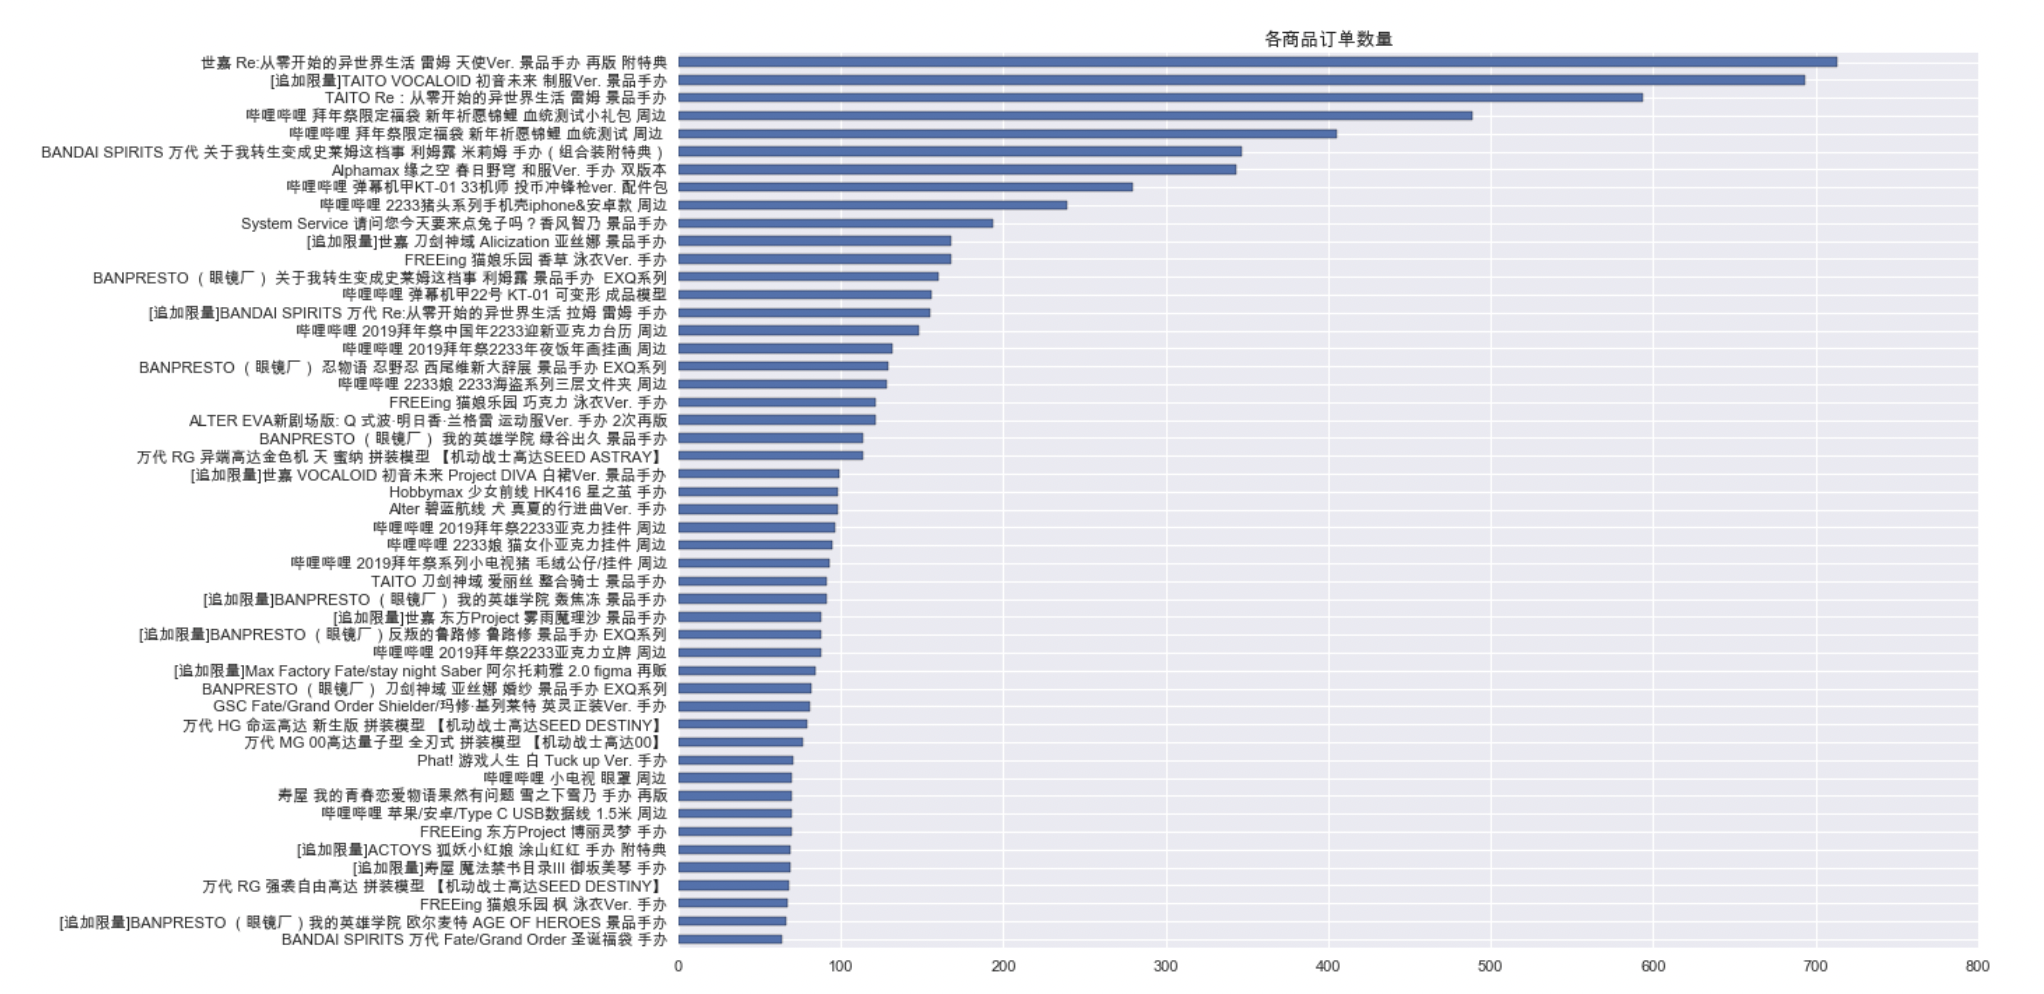 各商品订单数量
世嘉 Re:从零开始的异世界生活 雷姆 天使Ver. 景品手办 再版 附特典
[追加限量]TAITO VOCALOID 初音未来 制服Ver. 景品手办
TAITO Re：从零开始的异世界生活 雷姆 景品手办
哔哩哔哩 拜年祭限定福袋 新年祈愿锦鲤 血统测试小礼包 周边
哔哩哔哩 拜年祭限定福袋 新年祈愿锦鲤 血统测试 周边
BANDAI SPIRITS 万代 关于我转生变成史莱姆这档事 利姆露 米莉姆 手办（组合装附特典）
Alphamax 缘之空 春日野穹 和服Ver. 手办 双版本
哔哩哔哩 弹幕机甲KT-01 33机师 投币冲锋枪ver. 配件包
哔哩哔哩 2233猪头系列手机壳iphone&安卓款 周边
System Service 请问您今天要来点兔子吗？香风智乃 景品手办
[追加限量]世嘉 刀剑神域 Alicization 亚丝娜 景品手办
FREEing 猫娘乐园 香草 泳衣Ver. 手办
BANPRESTO（眼镜厂） 关于我转生变成史莱姆这档事 利姆露 景品手办 EXQ系列
哔哩哔哩 弹幕机甲22号 KT-01 可变形 成品模型
[追加限量]BANDAI SPIRITS 万代 Re:从零开始的异世界生活 拉姆 雷姆 手办
哔哩哔哩 2019拜年祭中国年2233迎新亚克力台历 周边
哔哩哔哩 2019拜年祭2233年夜饭年画挂画 周边
BANPRESTO（眼镜厂） 忍物语 忍野忍 西尾维新大辞展 景品手办 EXQ系列
哔哩哔哩 2233娘 2233海盗系列三层文件夹 周边
FREEing 猫娘乐园 巧克力 泳衣Ver. 手办
ALTER EVA新剧场版: Q 式波·明日香·兰格雷 运动服Ver. 手办 2次再版
BANPRESTO（眼镜厂） 我的英雄学院 绿谷出久 景品手办
万代 RG 异端高达金色机 天 蜜纳 拼装模型 【机动战士高达SEED ASTRAY】
[追加限量]世嘉 VOCALOID 初音未来 Project DIVA 白裙Ver. 景品手办
Hobbymax 少女前线 HK416 星之茧 手办
Alter 碧蓝航线 犬 真夏的行进曲Ver. 手办
哔哩哔哩 2019拜年祭2233亚克力挂件 周边
哔哩哔哩 2233娘 猫女仆亚克力挂件 周边
哔哩哔哩 2019拜年祭系列小电视猪 毛绒公仔/挂件 周边
TAITO 刀剑神域 爱丽丝 整合骑士 景品手办
[追加限量]BANPRESTO（眼镜厂） 我的英雄学院 轰焦冻 景品手办
[追加限量]世嘉 东方Project 雾雨魔理沙 景品手办
[追加限量]BANPRESTO（眼镜厂）反叛的鲁路修 鲁路修 景品手办 EXQ系列
哔哩哔哩 2019拜年祭2233亚克力立牌 周边
[追加限量]Max Factory Fate/stay night Saber 阿尔托莉雅 2.0 figma 再贩
BANPRESTO（眼镜厂） 刀剑神域 亚丝娜 婚纱 景品手办 EXQ系列
GSC Fate/Grand Order Shielder/玛修·基列莱特 英灵正装Ver. 手办
万代 HG 命运高达 新生版 拼装模型 【机动战士高达SEED DESTINY】
万代 MG 00高达量子型 全刃式 拼装模型 【机动战士高达00】
Phat! 游戏人生 白 Tuck up Ver. 手办
哔哩哔哩 小电视 眼罩 周边
寿屋 我的青春恋爱物语果然有问题 雪之下雪乃 手办 再版
哔哩哔哩 苹果/安卓/Type C USB数据线 1.5米 周边
FREEing 东方Project 博丽灵梦 手办
[追加限量]ACTOYS 狐妖小红娘 涂山红红 手办 附特典
[追加限量]寿屋 魔法禁书目录III 御坂美琴 手办
万代 RG 强袭自由高达 拼装模型 【机动战士高达SEED DESTINY】
FREEing 猫娘乐园 枫 泳衣Ver. 手办
[追加限量]BANPRESTO（眼镜厂）我的英雄学院 欧尔麦特 AGE OF HEROES 景品手办
BANDAI SPIRITS 万代 Fate/Grand Order 圣诞福袋 手办
0 100 200 300 400 500 600 700 800